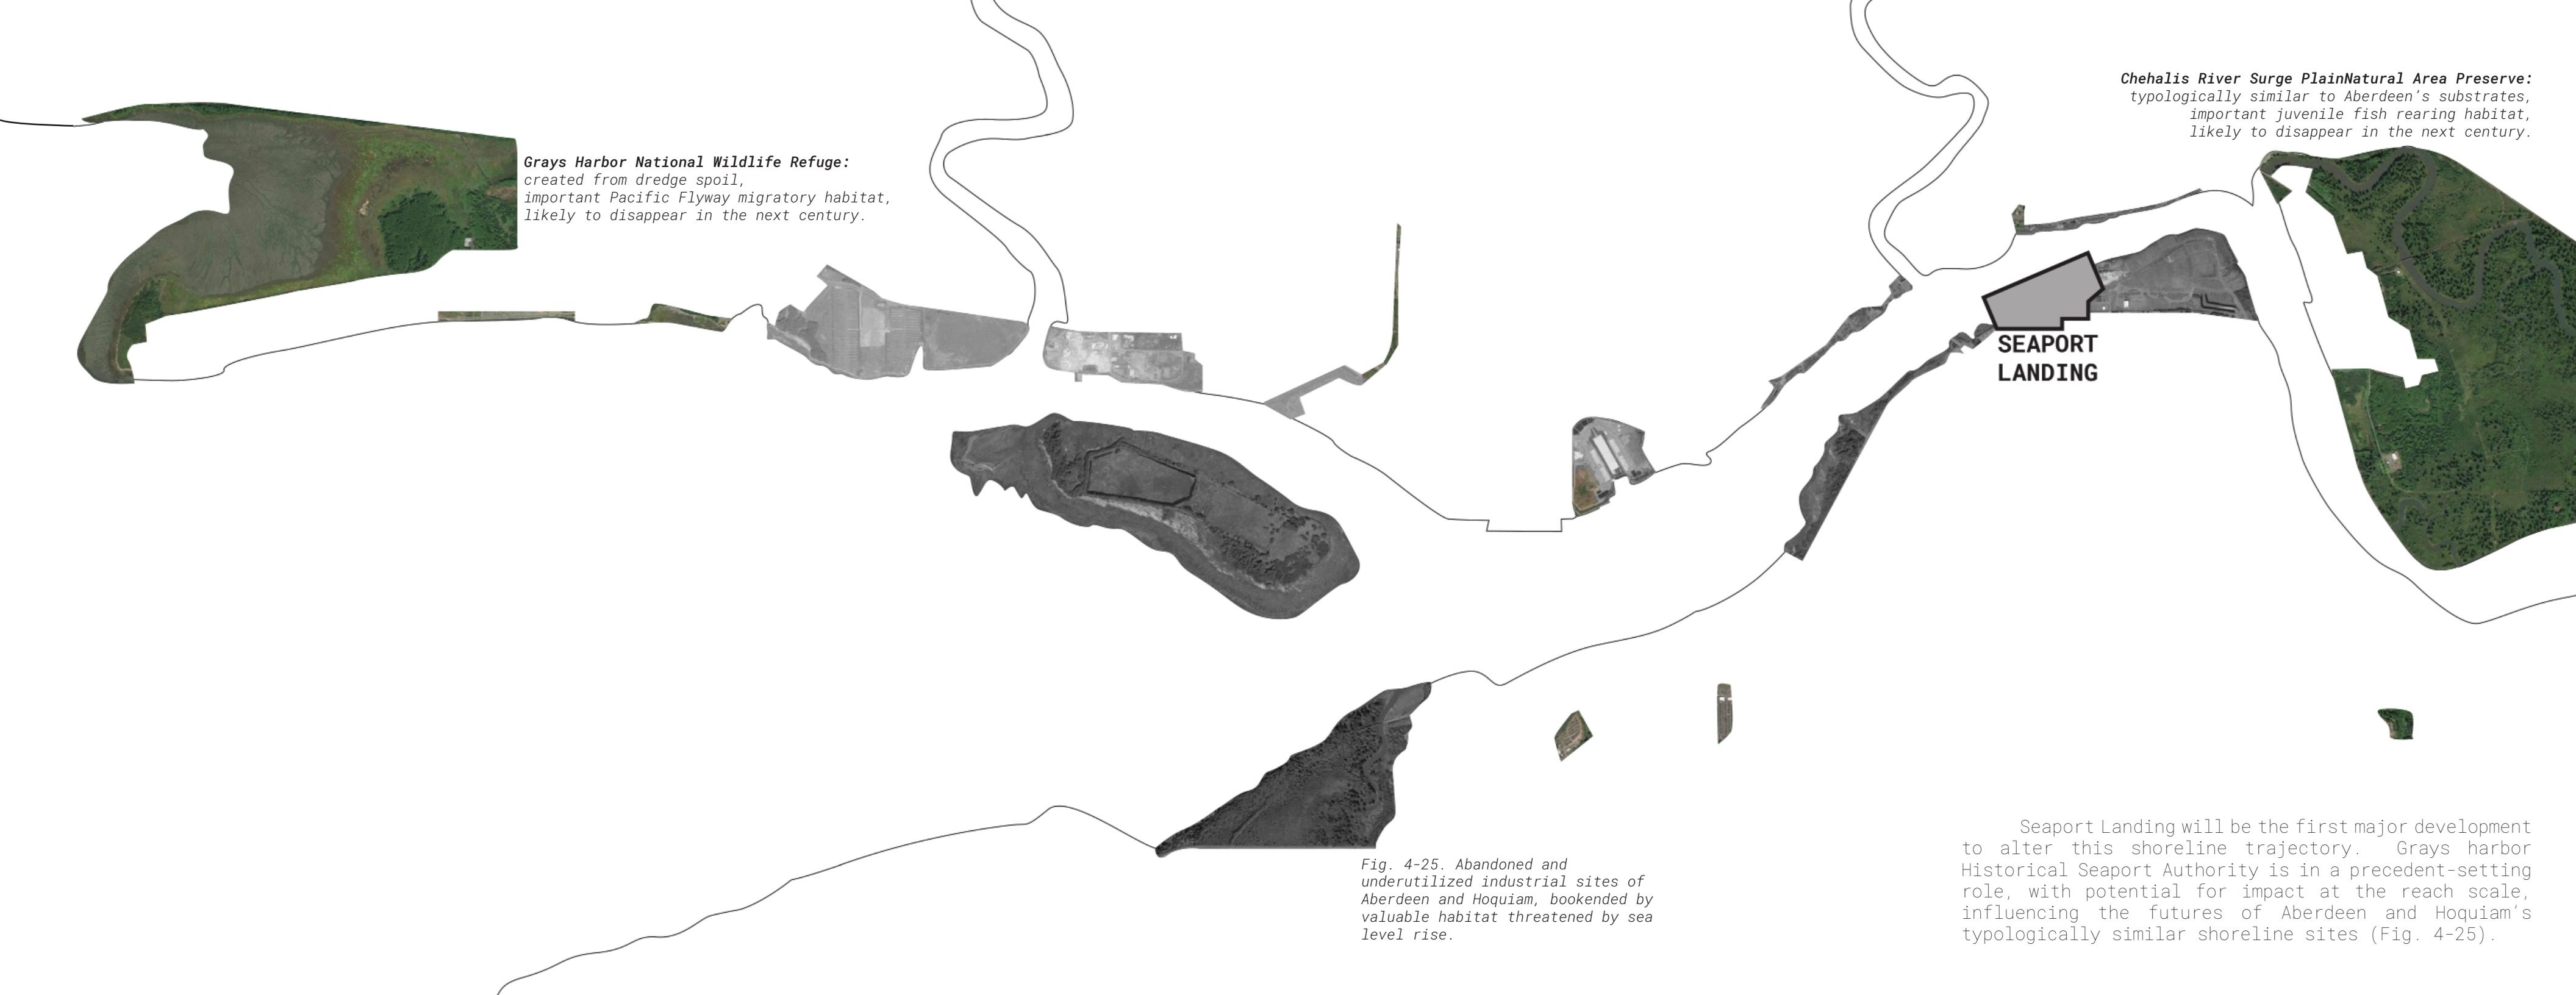 Chehalis River Surge PlainNatural Area Preserve:
typologically similar to Aberdeen's substrates,
important juvenile fish rearing habitat,
likely to disappear in the next century.
Grays Harbor National Wildlife Refuge:
created from dredge spoil,
important Pacific Flyway migratory habitat,
likely to disappear in the next century.
SEAPORT
LANDING
Fig. 4-25. Abandoned and
underutilized industrial sites of
Aberdeen and Hoquiam, bookended by
valuable habitat threatened by sea
level rise.
Seaport Landing will be the first major development
to alter this shoreline trajectory. Grays harbor
Historical Seaport Authority is in a precedent-setting
role, with potential for impact at the reach scale,
influencing the futures of Aberdeen and Hoquiam's
typologically similar shoreline sites (Fig. 4-25).